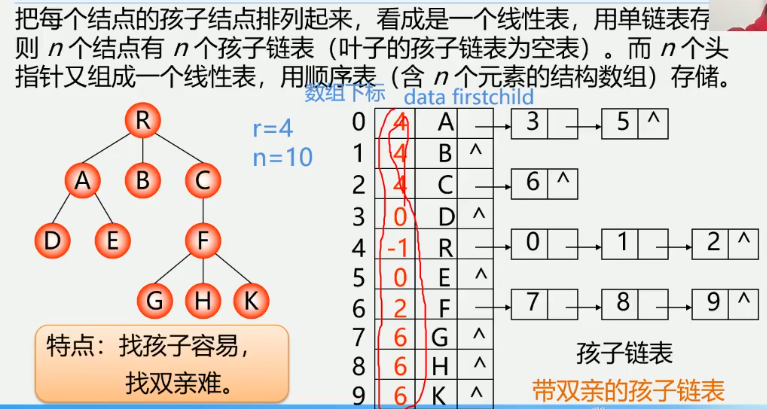 把每个结点的孩子结点排列起来，看成是一个线性表，用单链表存
则 n 个结点有 n 个孩子链表（叶子的孩子链表为空表）。而 n 个头
指针又组成一个线性表，用顺序表（含 n 个元素的结构数组）存储。
数组下标 data firstchild
R
A B C
D E F
G H K
r=4
n=10
0 4 A 3 5 ^
1 4 B ^
2 4 C 6 ^
3 0 D ^
4 -1 R 0 1 2 ^
5 0 E ^
6 2 F 7 8 9 ^
7 6 G ^
8 6 H ^
9 6 K ^
特点：找孩子容易，
找双亲难。
孩子链表
带双亲的孩子链表